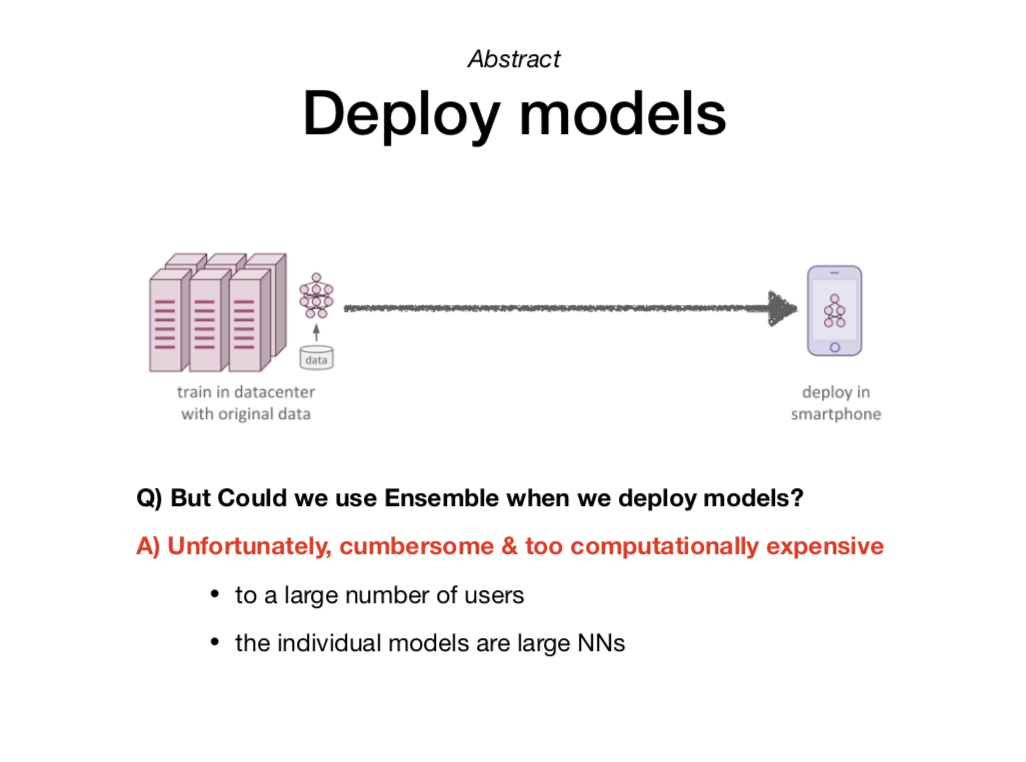 Abstract
Deploy models
data
train in datacenter
with original data
deploy in
smartphone
Q) But Could we use Ensemble when we deploy models?
A) Unfortunately, cumbersome & too computationally expensive
• to a large number of users
• the individual models are large NNs